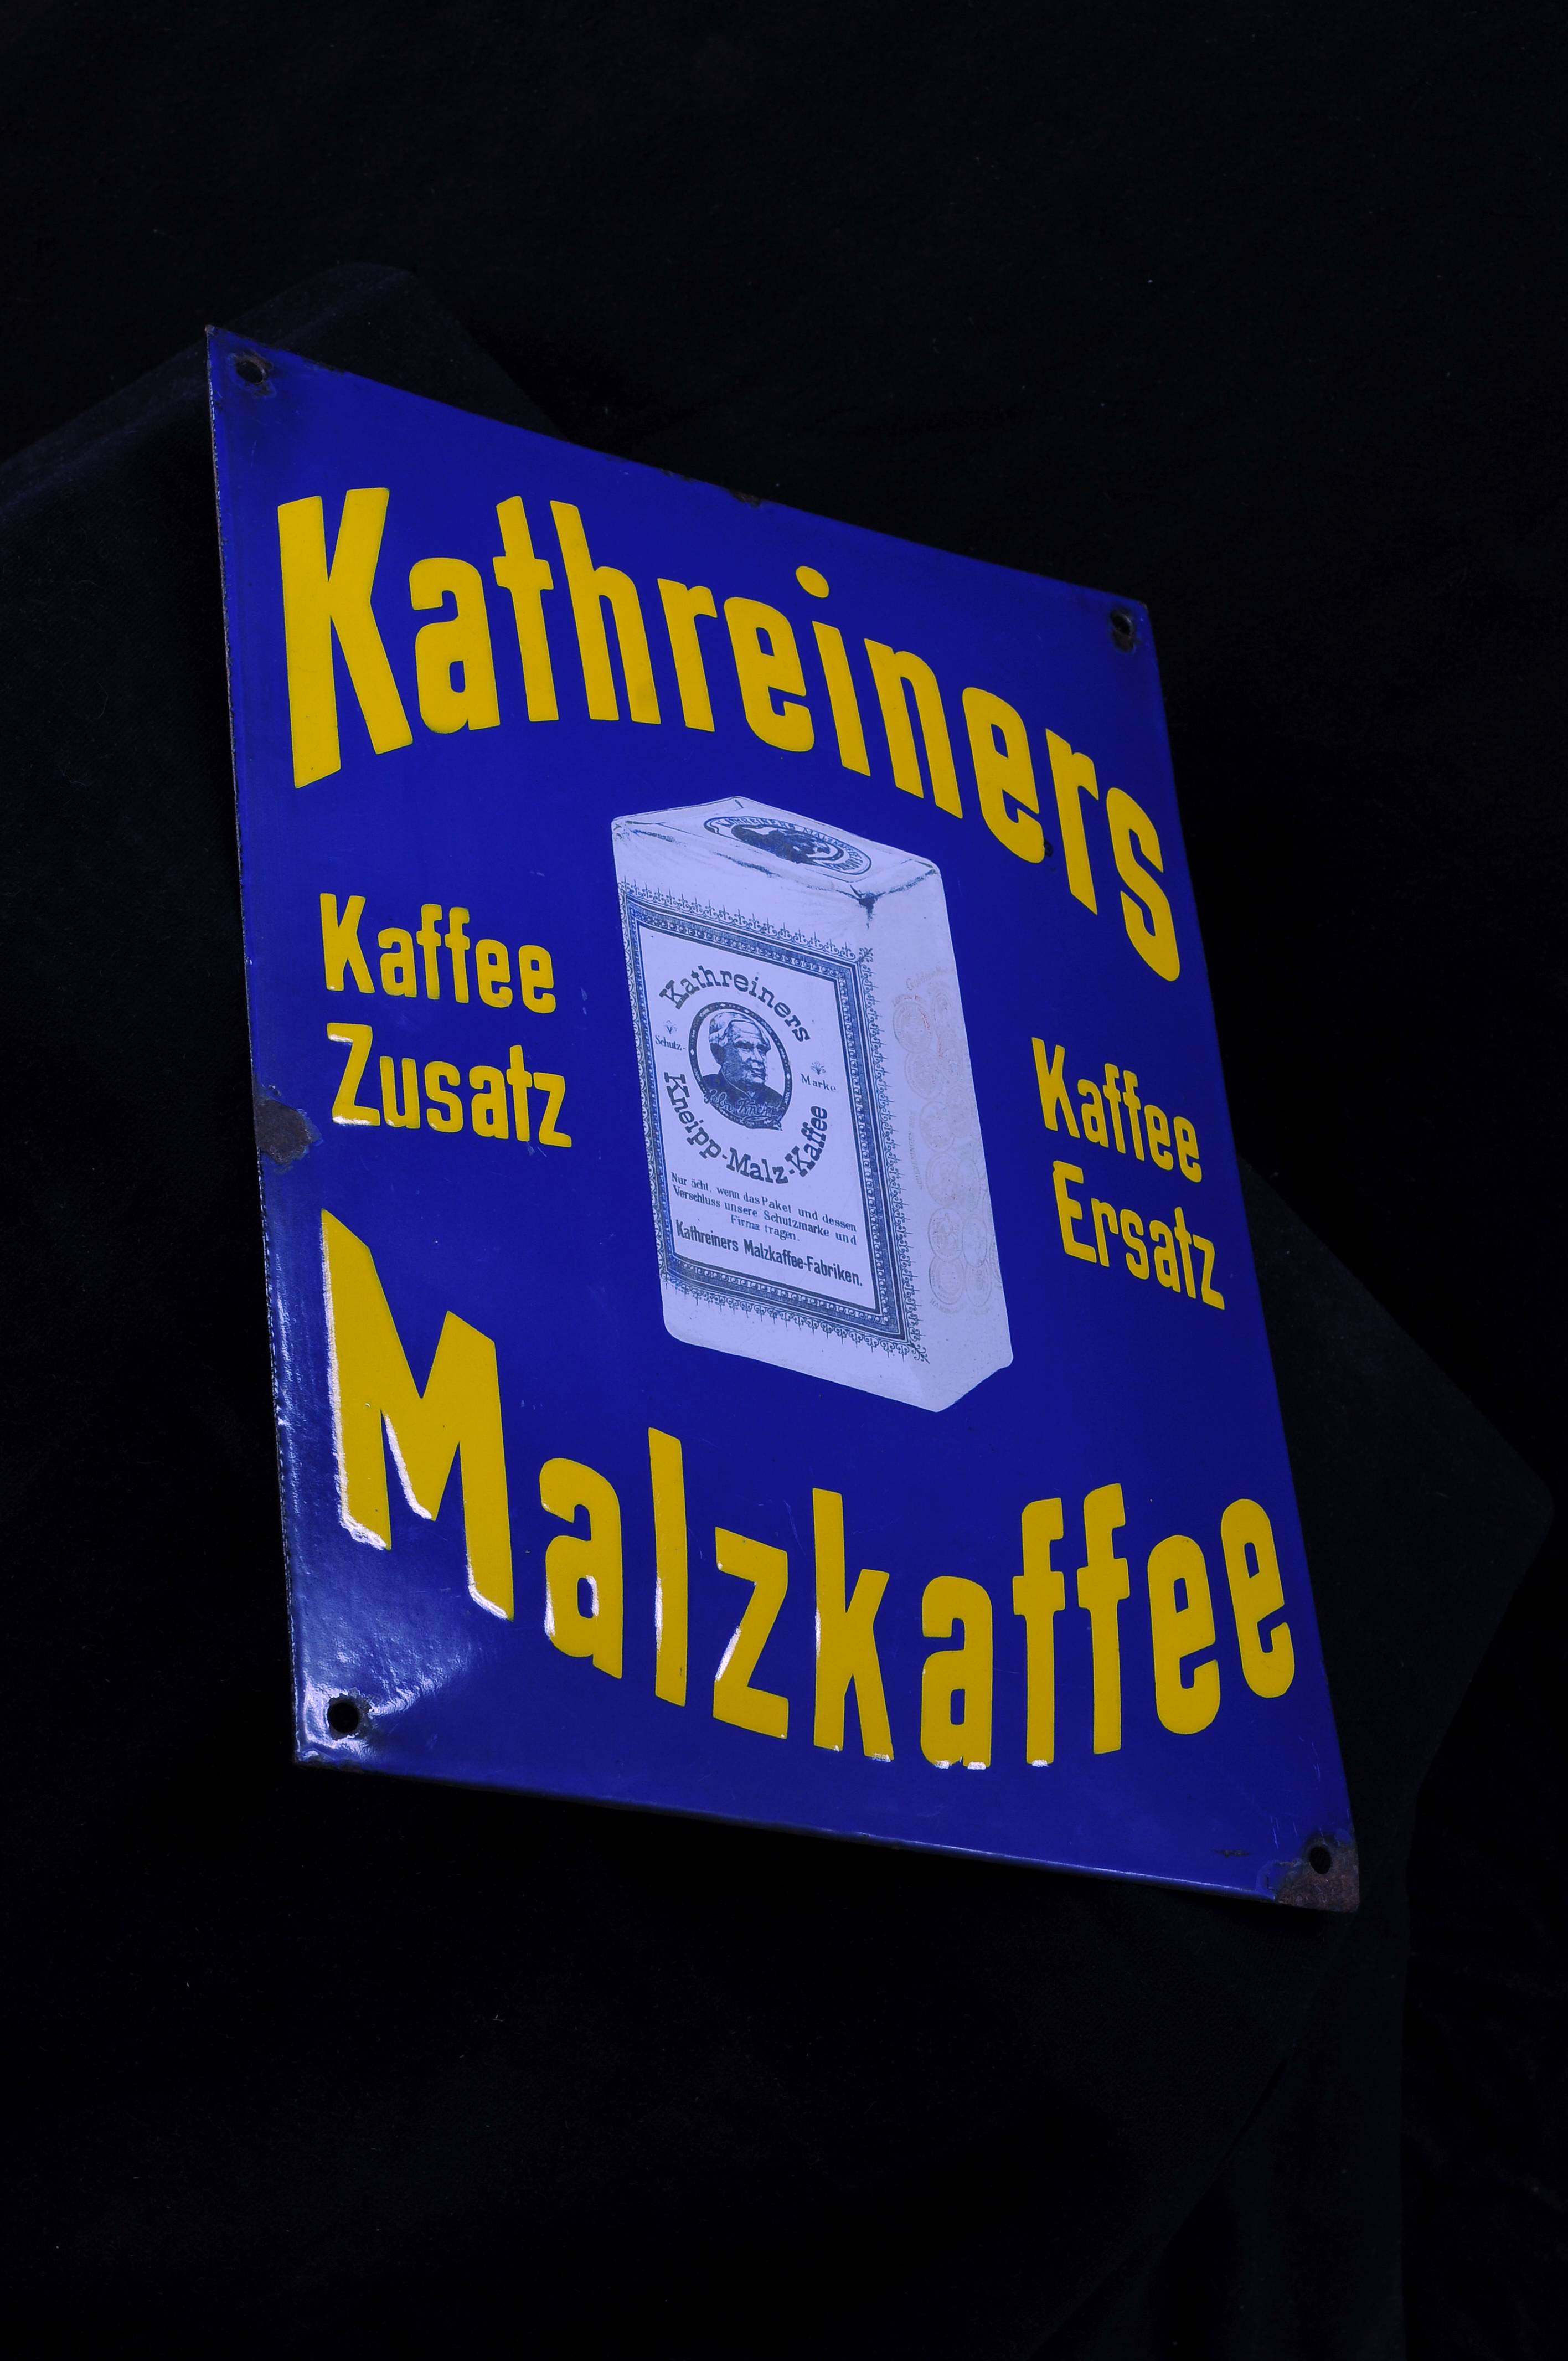 Kathreiners
Kaffee
Zusatz
Kaffee
Ersatz
Kathreiners
Schutz-
Marke
Kneipp-Malz-Kaffee
Nur ächt, wenn das Paket und dessen
Verschluss unsere Schutzmarke und
Firma tragen.
Kathreiners Malzkaffee-Fabriken.
Malzkaffee